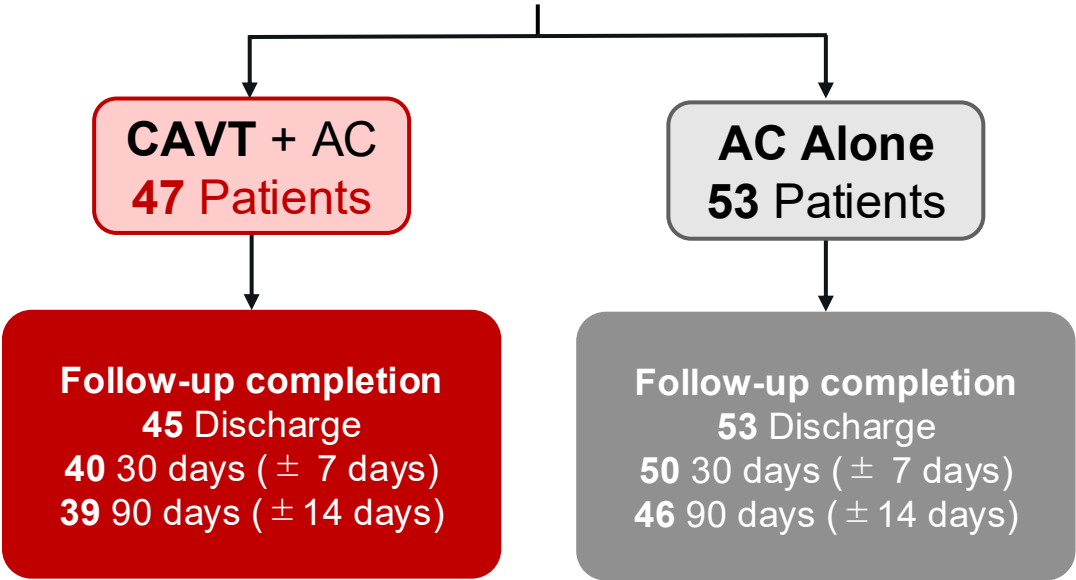 CAVT + AC
47 Patients
AC Alone
53 Patients
Follow-up completion
45 Discharge
40 30 days (± 7 days)
39 90 days (±14 days)
Follow-up completion
53 Discharge
50 30 days (± 7 days)
46 90 days (±14 days)